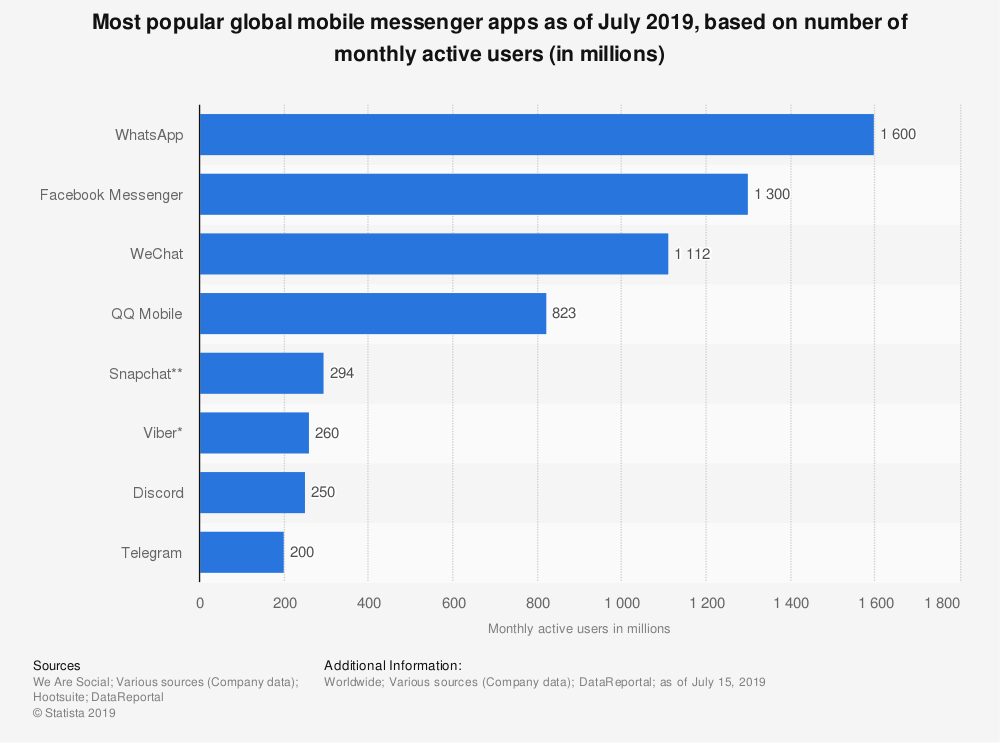 Most popular global mobile messenger apps as of July 2019, based on number of
monthly active users (in millions)
WhatsApp
1 600
Facebook Messenger
1 300
WeChat
1 112
QQ Mobile
823
Snapchat**
294
Viber*
260
Discord
250
Telegram
200
0 200 400 600 800 1 000 1 200 1 400 1 600 1 800
Monthly active users in millions
Sources
We Are Social; Various sources (Company data);
Hootsuite; DataReportal
© Statista 2019
Additional Information:
Worldwide; Various sources (Company data); DataReportal; as of July 15, 2019